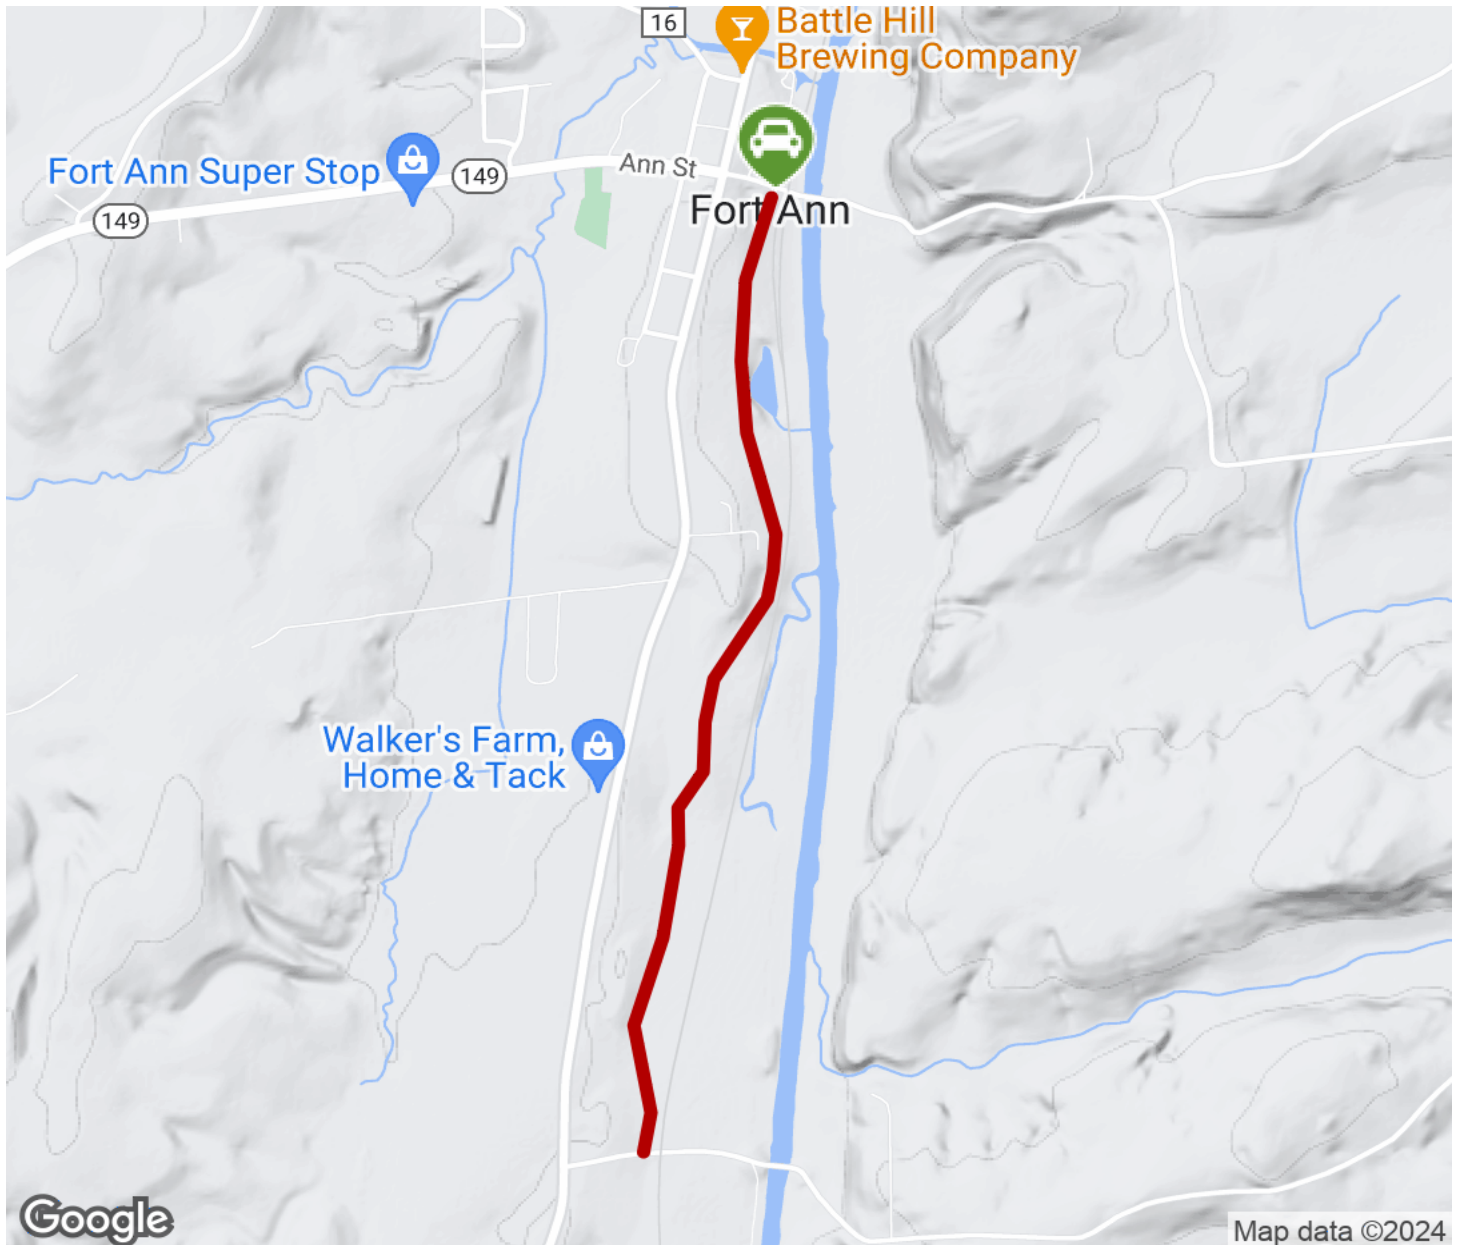 16
Battle Hill
Brewing Company
Fort Ann Super Stop
149
Ann St
149
Fort Ann
Walker's Farm,
Home & Tack
Google
Map data ©2024